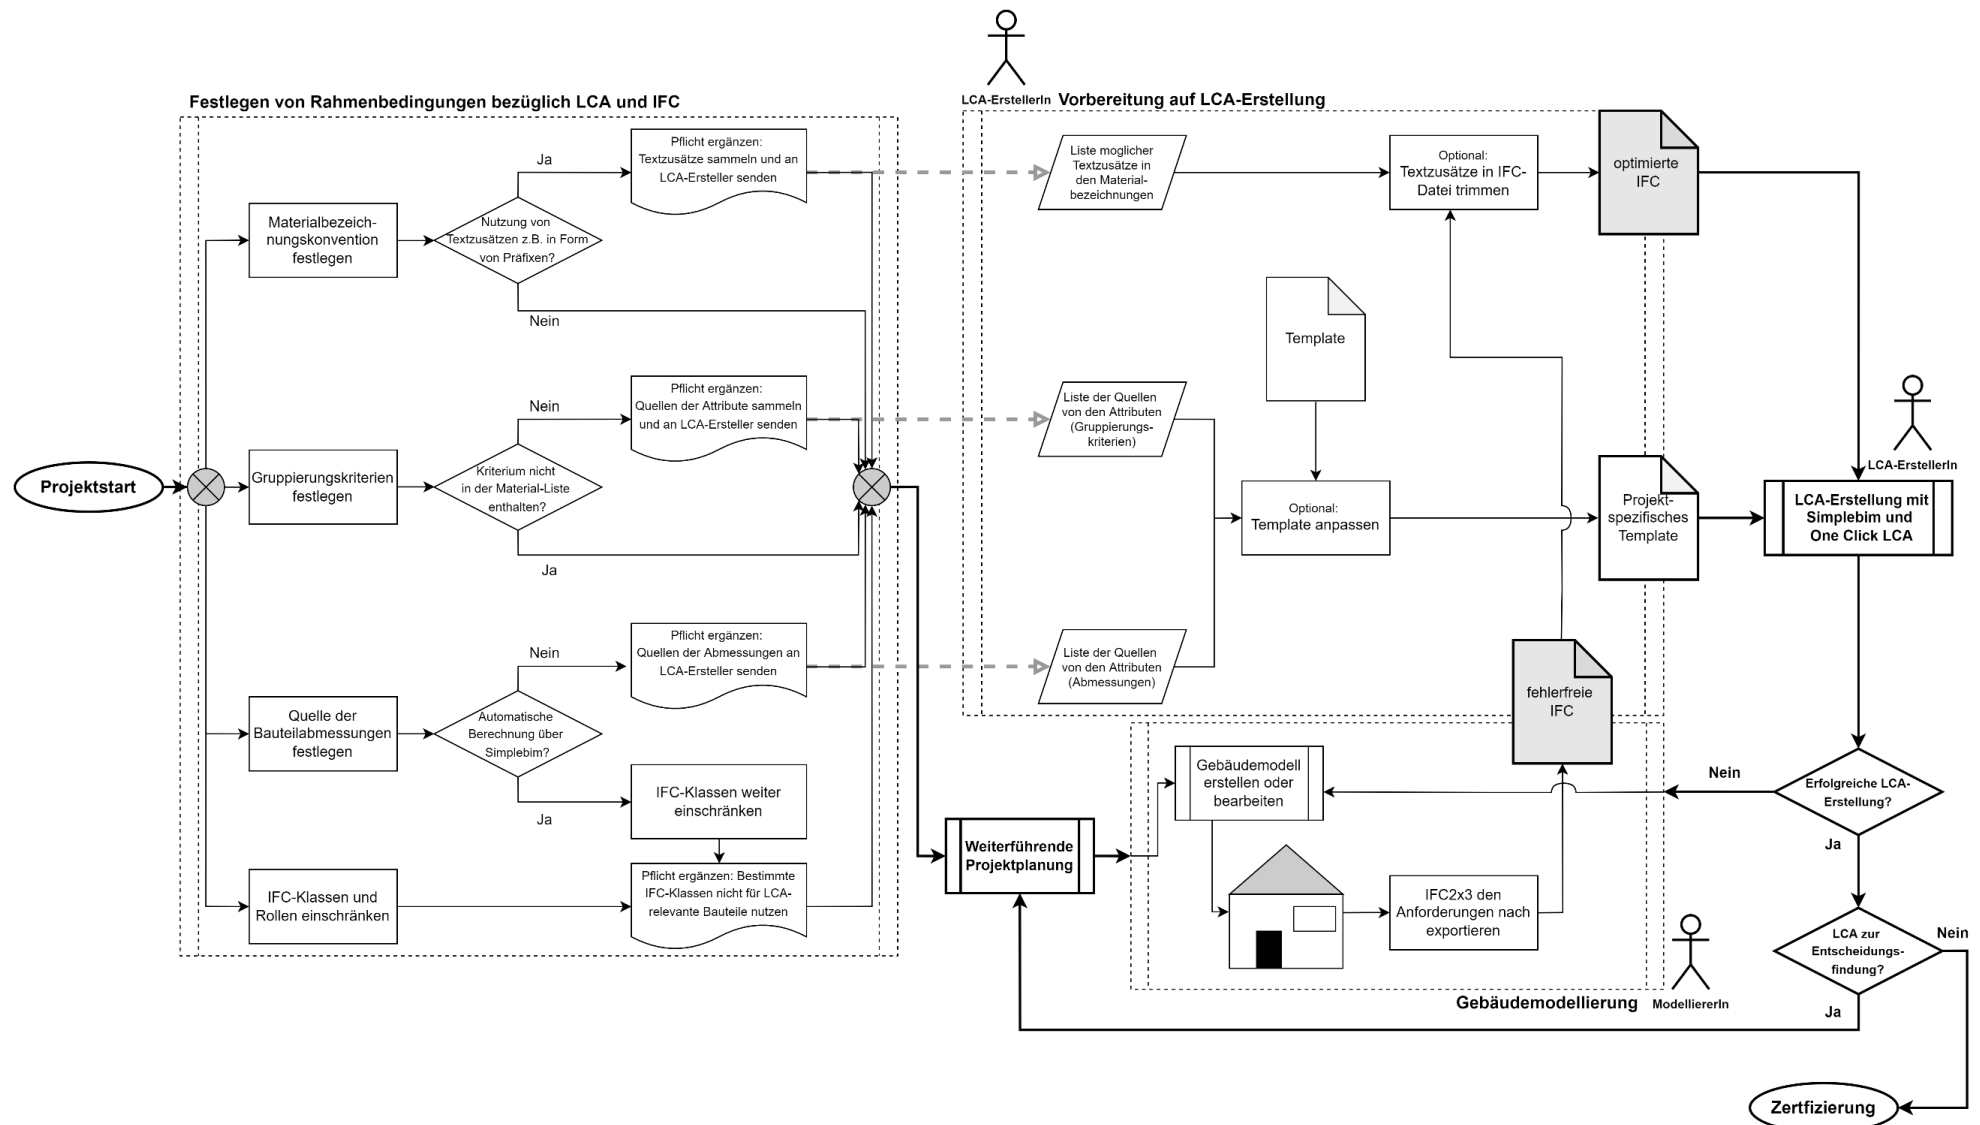 Festlegen von Rahmenbedingungen bezüglich LCA und IFC
Projektstart
Materialbezeich-
nungskonvention
festlegen
Nutzung von
Textzusätzen z.B. in Form
von Präfixen?
Ja
Nein
Pflicht ergänzen:
Textzusätze sammeln und an
LCA-Ersteller senden
Gruppierungskriterien
festlegen
Kriterium nicht
in der Material-Liste
enthalten?
Nein
Ja
Pflicht ergänzen:
Quellen der Attribute sammeln
und an LCA-Ersteller senden
Quelle der
Bauteilabmessungen
festlegen
Automatische
Berechnung über
Simplebim?
Nein
Ja
Pflicht ergänzen:
Quellen der Abmessungen an
LCA-Ersteller senden
IFC-Klassen weiter
einschränken
IFC-Klassen und
Rollen einschränken
Pflicht ergänzen: Bestimmte
IFC-Klassen nicht für LCA-
relevante Bauteile nutzen
LCA-ErstellerIn
Vorbereitung auf LCA-Erstellung
Liste moglicher
Textzusätze in
den Material-
bezeichnungen
Optional:
Textzusätze in IFC-
Datei trimmen
optimierte
IFC
Template
Liste der Quellen
von den Attributen
(Gruppierungs-
kriterien)
Optional:
Template anpassen
Projekt-
spezifisches
Template
Liste der Quellen
von den Attributen
(Abmessungen)
fehlerfreie
IFC
Weiterführende
Projektplanung
Gebäudemodell
erstellen oder
bearbeiten
IFC2x3 den
Anforderungen nach
exportieren
Gebäudemodellierung
ModelliererIn
LCA-ErstellerIn
LCA-Erstellung mit
Simplebim und
One Click LCA
Erfolgreiche LCA-
Erstellung?
Nein
Ja
LCA zur
Entscheidungs-
findung?
Nein
Ja
Zertfizierung